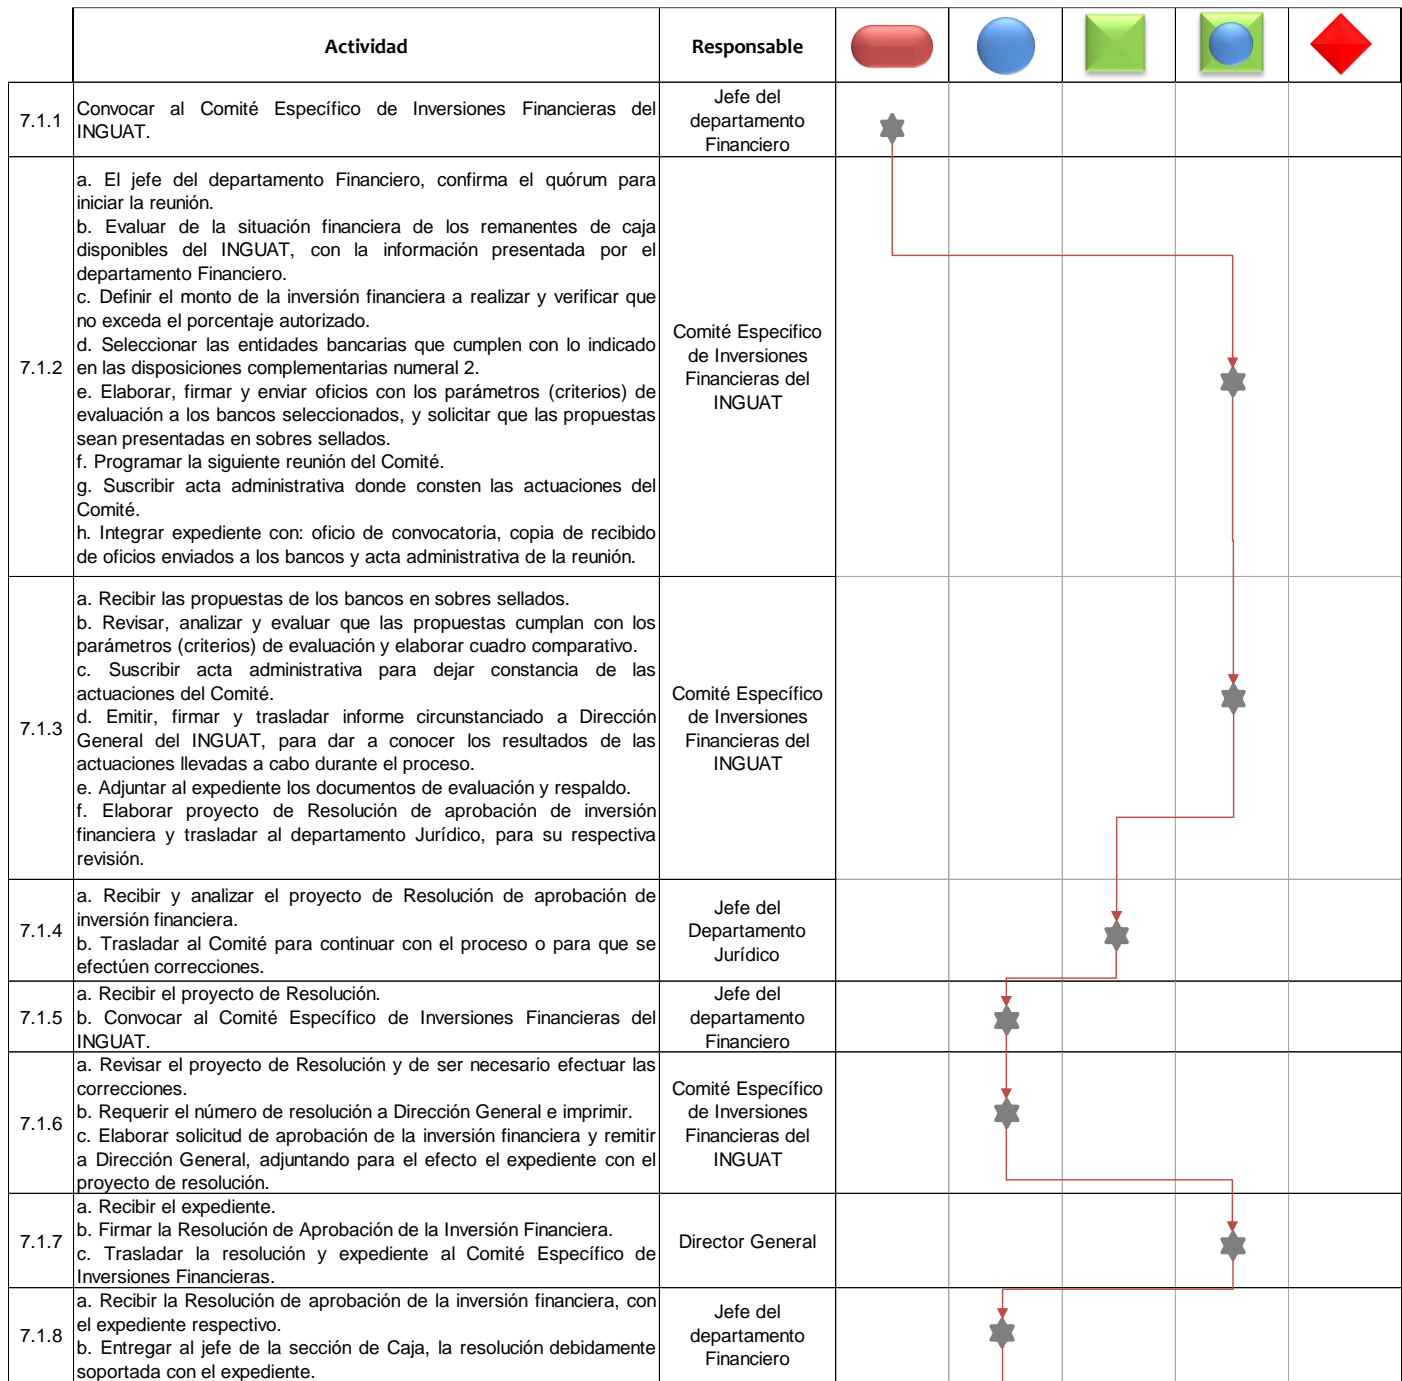 Actividad
Responsable
7.1.1
Convocar al Comité Específico de Inversiones Financieras del
INGUAT.
Jefe del
departamento
Financiero
7.1.2
a. El jefe del departamento Financiero, confirma el quórum para
iniciar la reunión.
b. Evaluar de la situación financiera de los remanentes de caja
disponibles del INGUAT, con la información presentada por el
departamento Financiero.
c. Definir el monto de la inversión financiera a realizar y verificar que
no exceda el porcentaje autorizado.
d. Seleccionar las entidades bancarias que cumplen con lo indicado
en las disposiciones complementarias numeral 2.
e. Elaborar, firmar y enviar oficios con los parámetros (criterios) de
evaluación a los bancos seleccionados, y solicitar que las propuestas
sean presentadas en sobres sellados.
f. Programar la siguiente reunión del Comité.
g. Suscribir acta administrativa donde consten las actuaciones del
Comité.
h. Integrar expediente con: oficio de convocatoria, copia de recibido
de oficios enviados a los bancos y acta administrativa de la reunión.
Comité Especifico
de Inversiones
Financieras del
INGUAT
7.1.3
a. Recibir las propuestas de los bancos en sobres sellados.
b. Revisar, analizar y evaluar que las propuestas cumplan con los
parámetros (criterios) de evaluación y elaborar cuadro comparativo.
c. Suscribir acta administrativa para dejar constancia de las
actuaciones del Comité.
d. Emitir, firmar y trasladar informe circunstanciado a Dirección
General del INGUAT, para dar a conocer los resultados de las
actuaciones llevadas a cabo durante el proceso.
e. Adjuntar al expediente los documentos de evaluación y respaldo.
f. Elaborar proyecto de Resolución de aprobación de inversión
financiera y trasladar al departamento Jurídico, para su respectiva
revisión.
Comité Específico
de Inversiones
Financieras del
INGUAT
7.1.4
a. Recibir y analizar el proyecto de Resolución de aprobación de
inversión financiera.
b. Trasladar al Comité para continuar con el proceso o para que se
efectúen correcciones.
Jefe del
Departamento
Jurídico
7.1.5
a. Recibir el proyecto de Resolución.
b. Convocar al Comité Específico de Inversiones Financieras del
INGUAT.
Jefe del
departamento
Financiero
7.1.6
a. Revisar el proyecto de Resolución y de ser necesario efectuar las
correcciones.
b. Requerir el número de resolución a Dirección General e imprimir.
c. Elaborar solicitud de aprobación de la inversión financiera y remitir
a Dirección General, adjuntando para el efecto el expediente con el
proyecto de resolución.
Comité Específico
de Inversiones
Financieras del
INGUAT
7.1.7
a. Recibir el expediente.
b. Firmar la Resolución de Aprobación de la Inversión Financiera.
c. Trasladar la resolución y expediente al Comité Específico de
Inversiones Financieras.
Director General
7.1.8
a. Recibir la Resolución de aprobación de la inversión financiera, con
el expediente respectivo.
b. Entregar al jefe de la sección de Caja, la resolución debidamente
soportada con el expediente.
Jefe del
departamento
Financiero